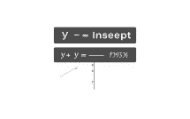 y -= Inseept
y+ y =